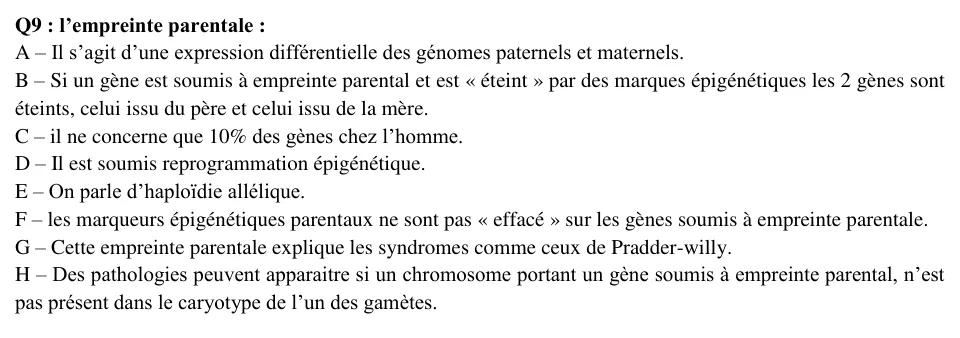 Q9 : l’empreinte parentale :
A – Il s’agit d’une expression différentielle des génomes paternels et maternels.
B – Si un gène est soumis à empreinte parental et est « éteint » par des marques épigénétiques les 2 gènes sont
éteints, celui issu du père et celui issu de la mère.
C – il ne concerne que 10% des gènes chez l’homme.
D – Il est soumis reprogrammation épigénétique.
E – On parle d’haploïdie allélique.
F – les marqueurs épigénétiques parentaux ne sont pas « effacé » sur les gènes soumis à empreinte parentale.
G – Cette empreinte parentale explique les syndromes comme ceux de Pradder-willy.
H – Des pathologies peuvent apparaitre si un chromosome portant un gène soumis à empreinte parental, n’est
pas présent dans le caryotype de l’un des gamètes.